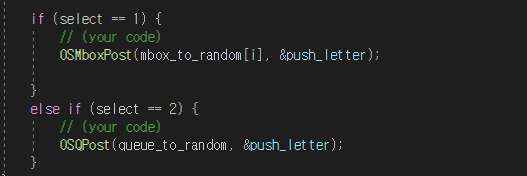 if (select == 1) {
// (your code)
OSMboxPost(mbox_to_random[i], &push_letter);
}
else if (select == 2) {
// (your code)
OSQPost(queue_to_random, &push_letter);
}